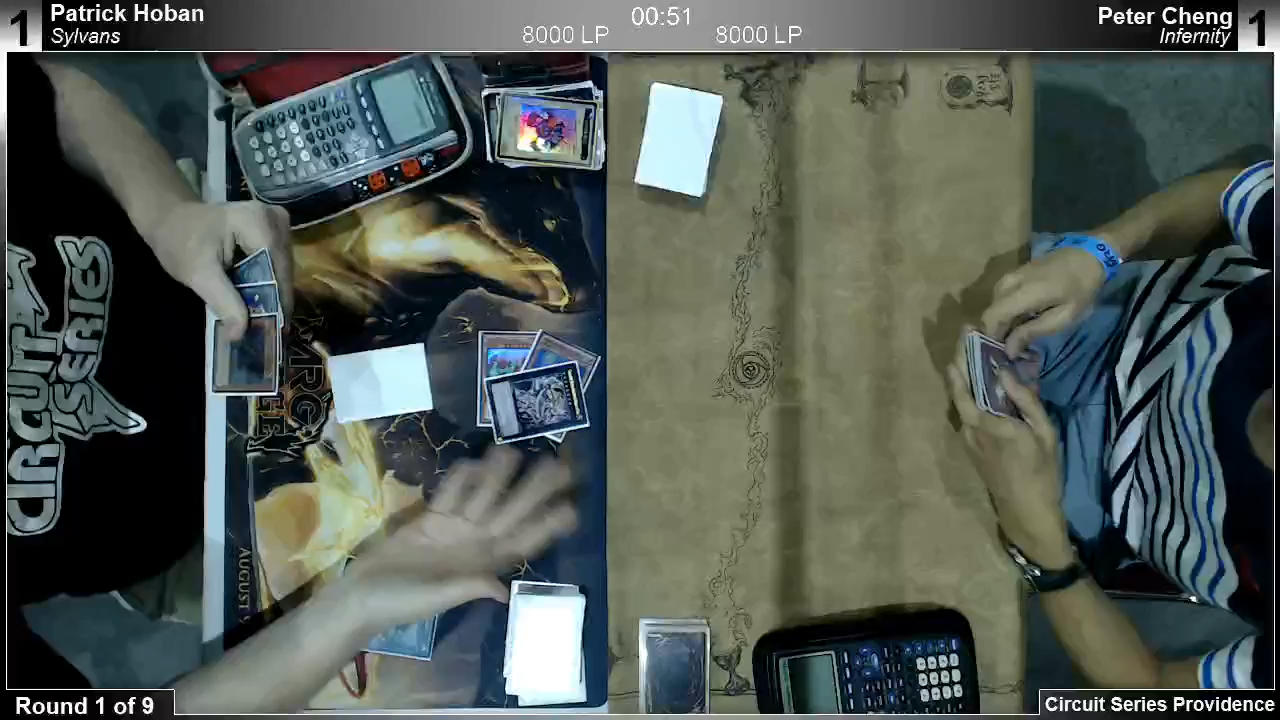 1
Patrick Hoban
Sylvans
00:51
8000 LP
8000 LP
Peter Cheng
Infernity
1
CIRCUIT
SERIES
AUGUST
Round 1 of 9
Circuit Series Providence